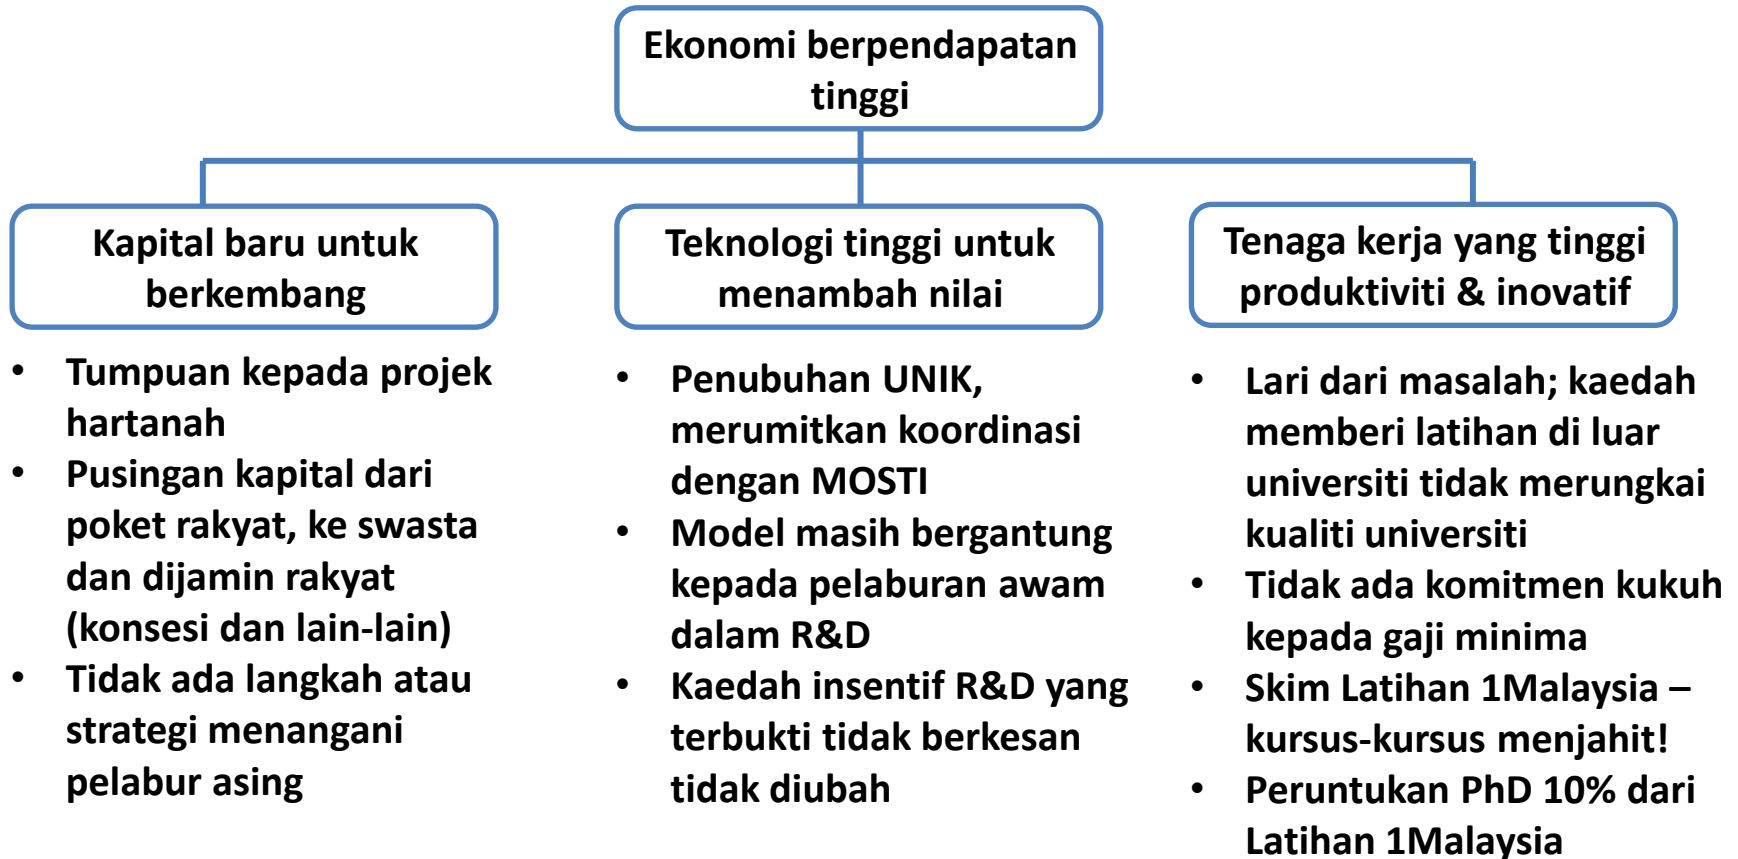 Ekonomi berpendapatan
tinggi
Kapital baru untuk
berkembang
• Tumpuan kepada projek
hartanah
• Pusingan kapital dari
poket rakyat, ke swasta
dan dijamin rakyat
(konsesi dan lain-lain)
• Tidak ada langkah atau
strategi menangani
pelabur asing
Teknologi tinggi untuk
menambah nilai
• Penubuhan UNIK,
merumitkan koordinasi
dengan MOSTI
• Model masih bergantung
kepada pelaburan awam
dalam R&D
• Kaedah insentif R&D yang
terbukti tidak berkesan
tidak diubah
Tenaga kerja yang tinggi
produktiviti & inovatif
• Lari dari masalah; kaedah
memberi latihan di luar
universiti tidak merungkai
kualiti universiti
• Tidak ada komitmen kukuh
kepada gaji minima
• Skim Latihan 1Malaysia –
kursus-kursus menjahit!
• Peruntukan PhD 10% dari
Latihan 1Malaysia